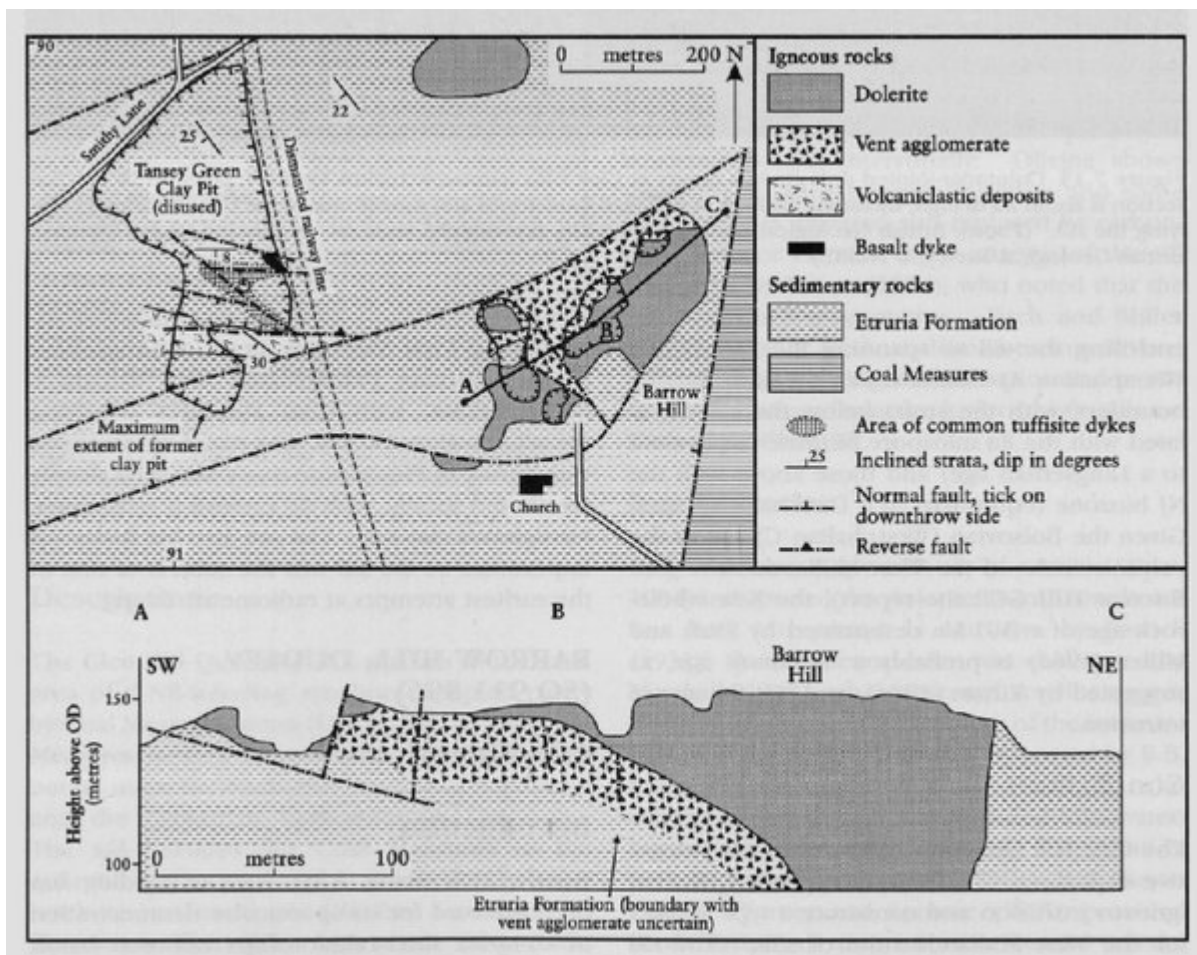 90
0 metres 200 N
Smithy Lane
22
25
Tansey Green
Clay Pit
(disused)
Dismantled railway line
8
C
B
A
30
Barrow
Hill
Maximum
extent of former
clay pit
Church
91
Igneous rocks
Dolerite
Vent agglomerate
Volcaniclastic deposits
Basalt dyke
Sedimentary rocks
Etruria Formation
Coal Measures
Area of common tuffisite dykes
25 Inclined strata, dip in degrees
Normal fault, tick on
downthrow side
Reverse fault
A B C
SW NE
Barrow
Hill
150
Height above OD
(metres)
100
0 metres 100
Etruria Formation (boundary with
vent agglomerate uncertain)